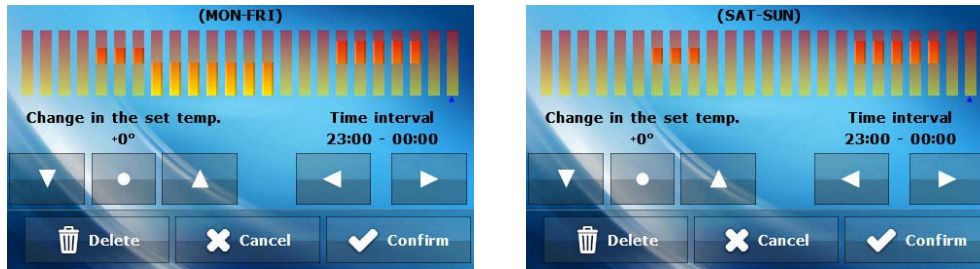 (MON-FRI)
Change in the set temp.
+0°
Time interval
23:00 - 00:00
Delete
Cancel
Confirm
(SAT-SUN)
Change in the set temp.
+0°
Time interval
23:00 - 00:00
Delete
Cancel
Confirm